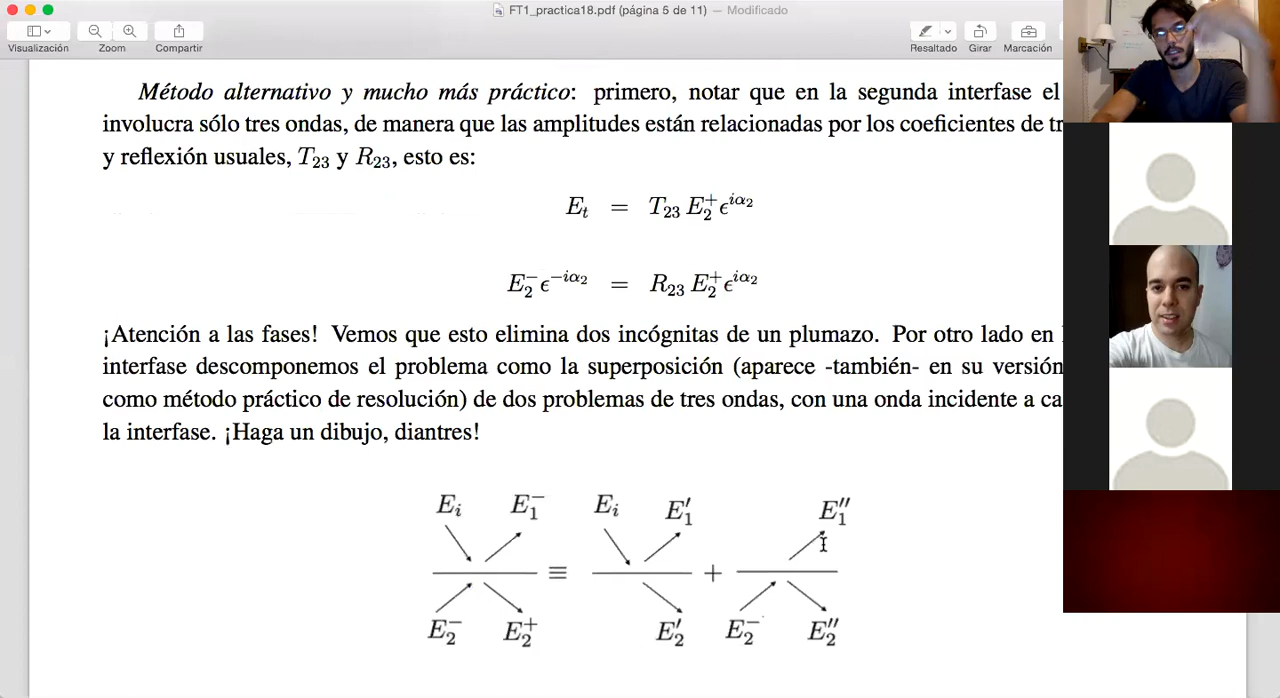 FT1_practica18.pdf (página 5 de 11) — Modificado
Visualización Zoom Compartir Resaltado Girar Marcación
Método alternativo y mucho más práctico: primero, notar que en la segunda interfase el
involucra sólo tres ondas, de manera que las amplitudes están relacionadas por los coeficientes de
y reflexión usuales, T₂₃ y R₂₃, esto es:
E_t = T₂₃ E₂⁺ ϵ^{iα₂}
E₂⁻ ϵ^{-iα₂} = R₂₃ E₂⁺ ϵ^{iα₂}
¡Atención a las fases! Vemos que esto elimina dos incógnitas de un plumazo. Por otro lado en
interfase descomponemos el problema como la superposición (aparece -también- en su versión
como método práctico de resolución) de dos problemas de tres ondas, con una onda incidente a
la interfase. ¡Haga un dibujo, diantres!
E_i E₁⁻ E_i E₁′ E₁″
≡ +
E₂⁻ E₂⁺ E₂′ E₂⁻ E₂″